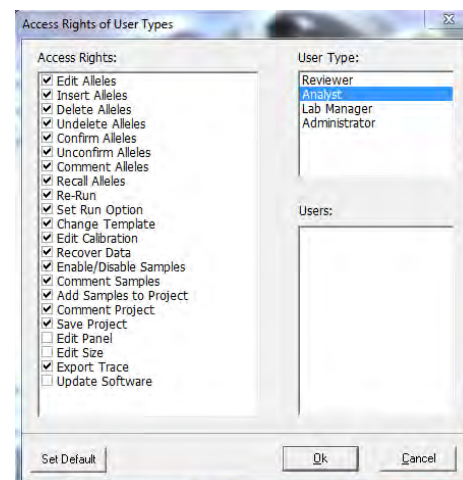 Access Rights of User Types
Access Rights:
Edit Alleles
Insert Alleles
Delete Alleles
Undelete Alleles
Confirm Alleles
Unconfirm Alleles
Comment Alleles
Recall Alleles
Re-Run
Set Run Option
Change Template
Edit Calibration
Recover Data
Enable/Disable Samples
Comment Samples
Add Samples to Project
Comment Project
Save Project
Edit Panel
Edit Size
Export Trace
Update Software
User Type:
Reviewer
Analyst
Lab Manager
Administrator
Users:
Set Default
Ok
Cancel